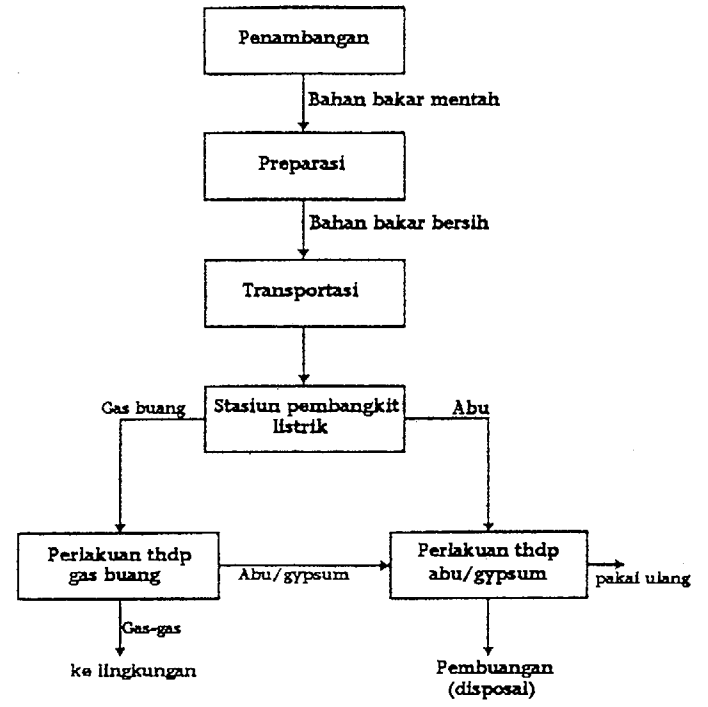 Penambangan
Bahan bakar mentah
Preparasi
Bahan bakar bersih
Transportasi
Gas buang
Stasiun pembangkit
listrik
Abu
Perlakuan thdp
gas buang
Abu/gypsum
Perlakuan thdp
abu/gypsum
pakai ulang
Gas-gas
ke lingkungan
Pembuangan
(disposal)